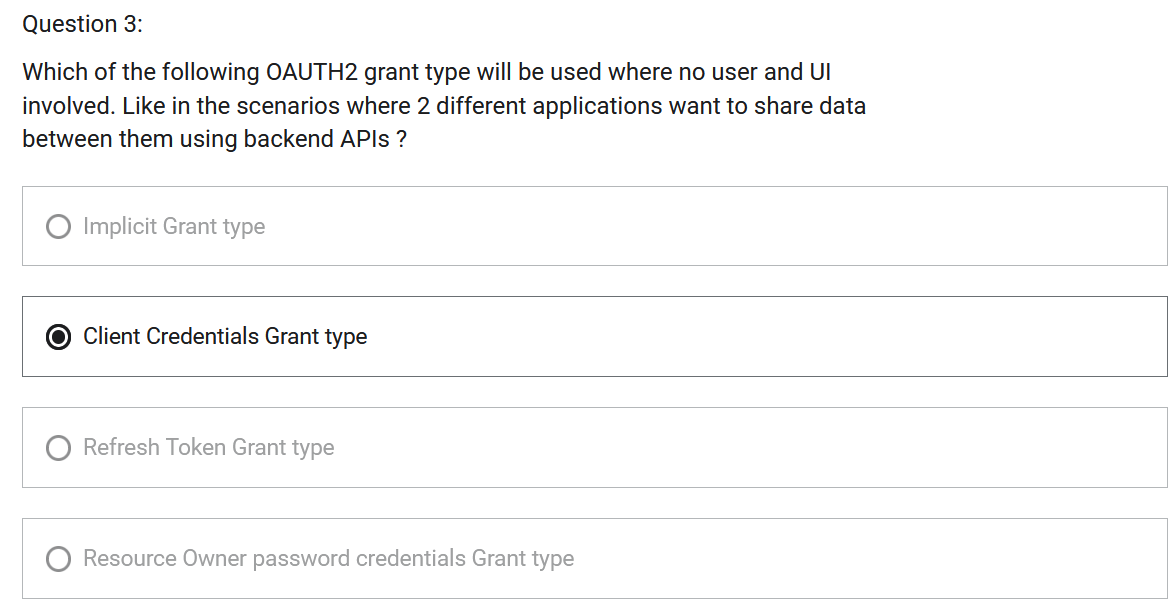 Question 3:
Which of the following OAUTH2 grant type will be used where no user and UI
involved. Like in the scenarios where 2 different applications want to share data
between them using backend APIs ?
Implicit Grant type
Client Credentials Grant type
Refresh Token Grant type
Resource Owner password credentials Grant type